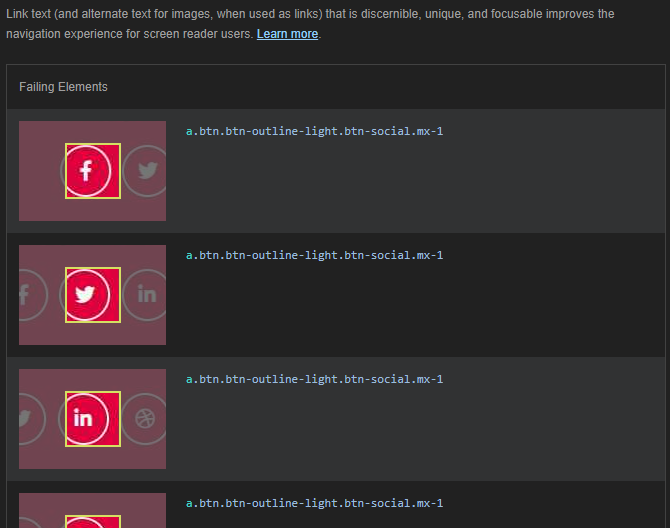 Link text (and alternate text for images, when used as links) that is discernible, unique, and focusable improves the
navigation experience for screen reader users. Learn more.
Failing Elements
a.btn.btn-outline-light.btn-social.mx-1
a.btn.btn-outline-light.btn-social.mx-1
in
a.btn.btn-outline-light.btn-social.mx-1
in
a.btn.btn-outline-light.btn-social.mx-1